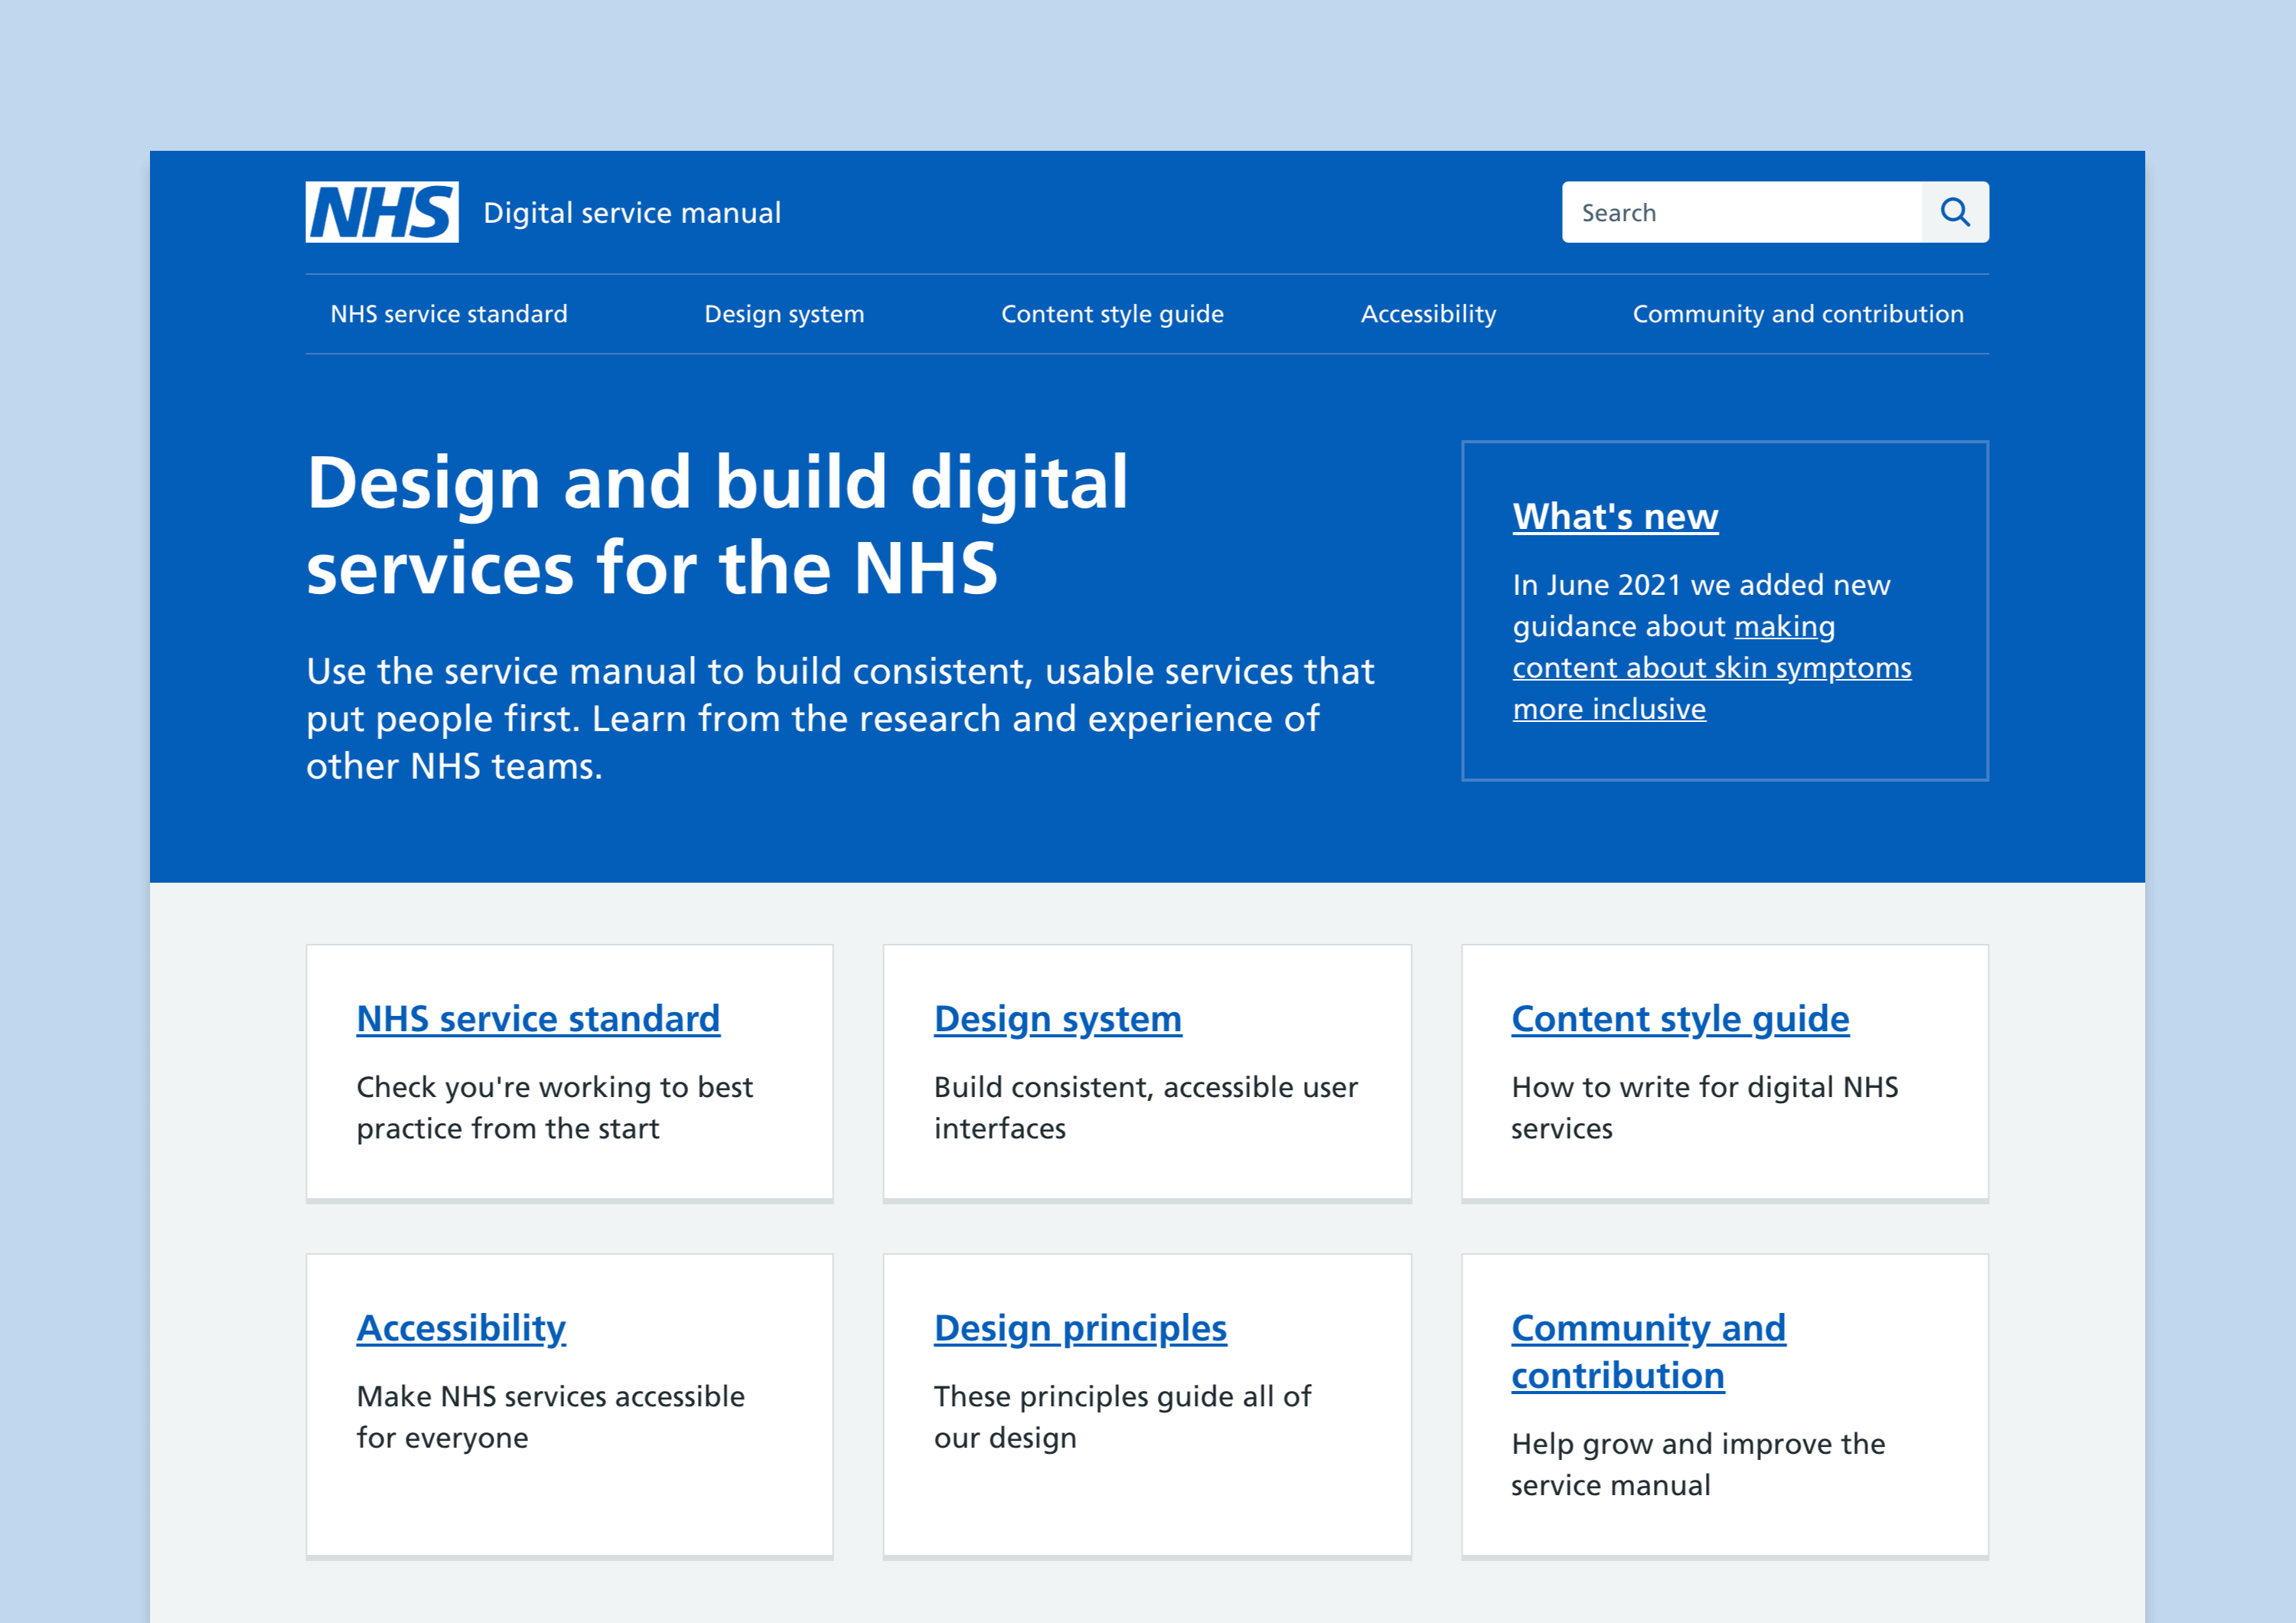 NHS Digital service manual
Search
NHS service standard
Design system
Content style guide
Accessibility
Community and contribution
Design and build digital
services for the NHS
Use the service manual to build consistent, usable services that
put people first. Learn from the research and experience of
other NHS teams.
What's new
In June 2021 we added new
guidance about making
content about skin symptoms
more inclusive
NHS service standard
Check you're working to best
practice from the start
Design system
Build consistent, accessible user
interfaces
Content style guide
How to write for digital NHS
services
Accessibility
Make NHS services accessible
for everyone
Design principles
These principles guide all of
our design
Community and
contribution
Help grow and improve the
service manual